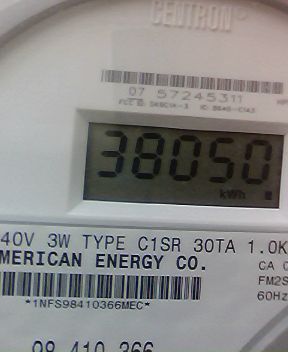 CENTRON®
07 57245311
38050
kWh
40V 3W TYPE C1SR 30TA 1.0K
MERICAN ENERGY CO.
CA 0
FM2S
60Hz
*1NFS98410366MEC*
98 410 366